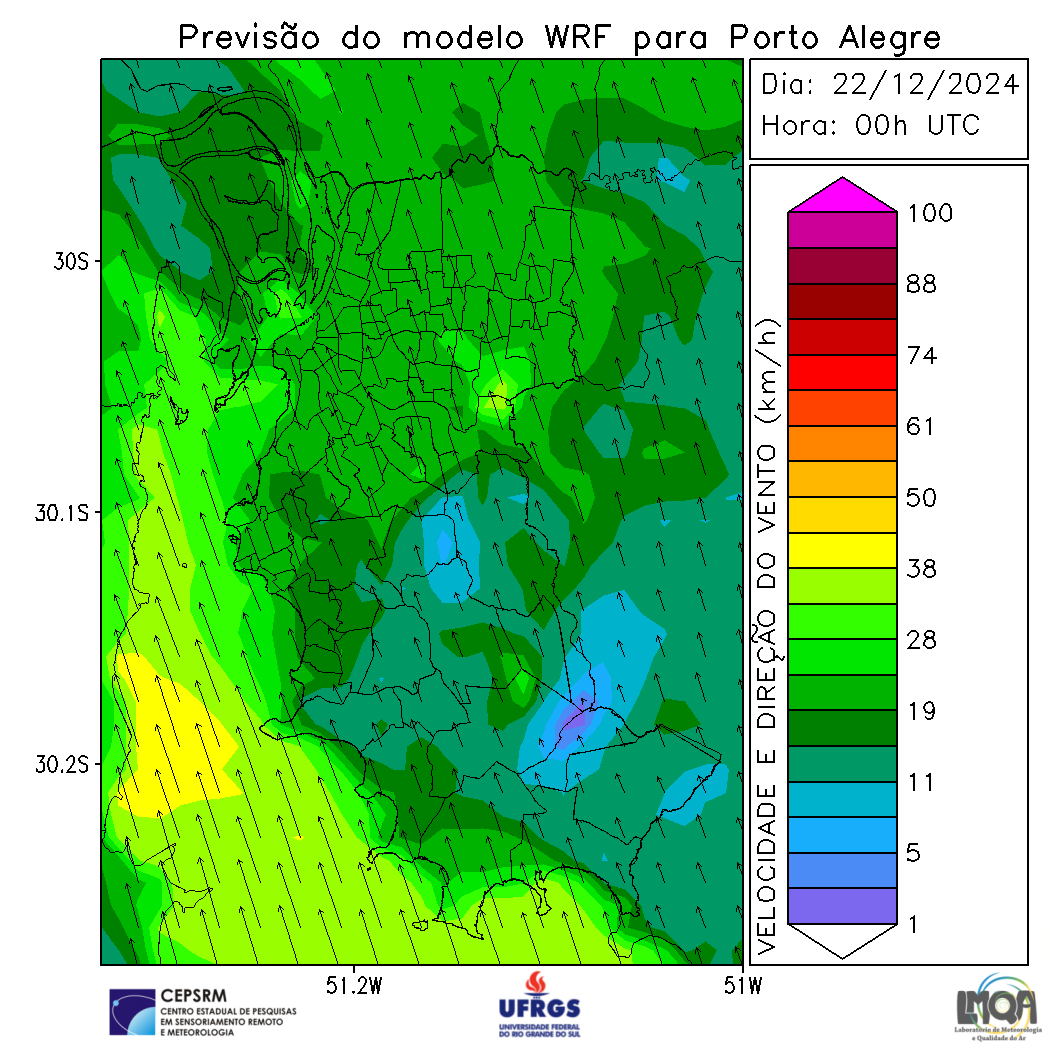 Previsão do modelo WRF para Porto Alegre
Dia: 22/12/2024
Hora: 00h UTC
30S
30.1S
30.2S
51.2W
51W
VELOCIDADE E DIREÇÃO DO VENTO (km/h)
100
88
74
61
50
38
28
19
11
5
1
CEPSRM
CENTRO ESTADUAL DE PESQUISAS
EM SENSORIAMENTO REMOTO
E METEOROLOGIA
UFRGS
UNIVERSIDADE FEDERAL
DO RIO GRANDE DO SUL
LMQA
Laboratório de Meteorologia
e Qualidade do Ar